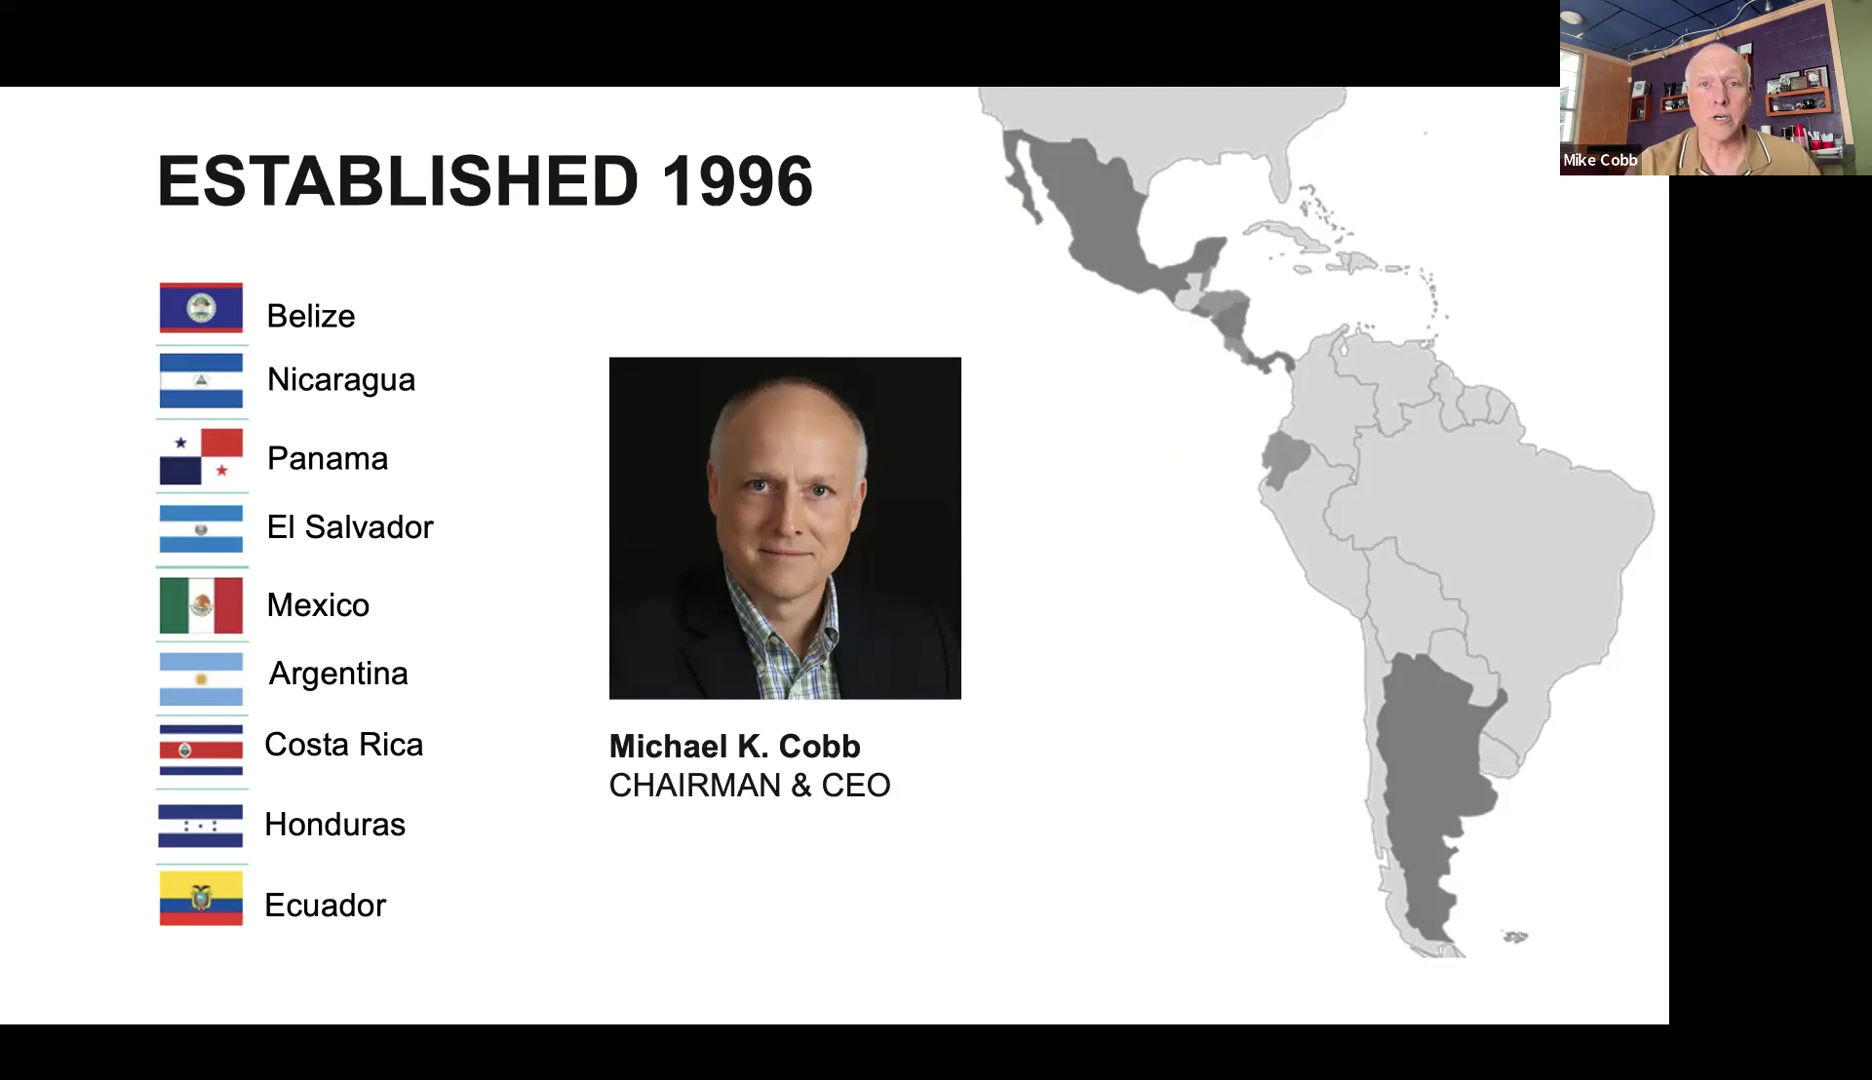 ESTABLISHED 1996
Belize
Nicaragua
Panama
El Salvador
Mexico
Argentina
Costa Rica
Honduras
Ecuador
Michael K. Cobb
CHAIRMAN & CEO
Mike Cobb